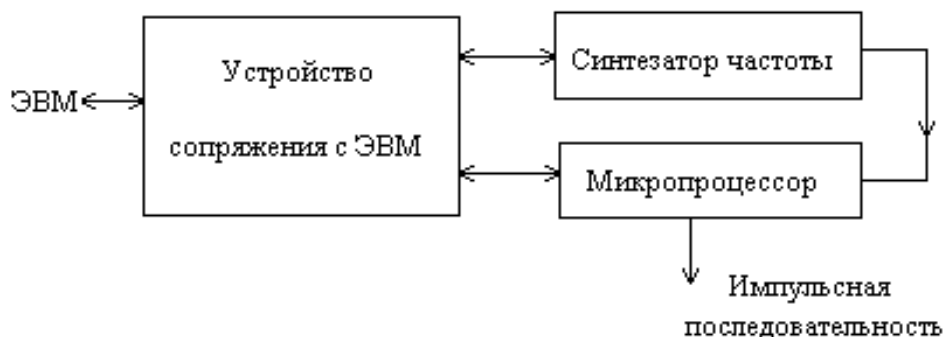 ЭВМ
Устройство
сопряжения с ЭВМ
Синтезатор частоты
Микропроцессор
Импульсная
последовательность